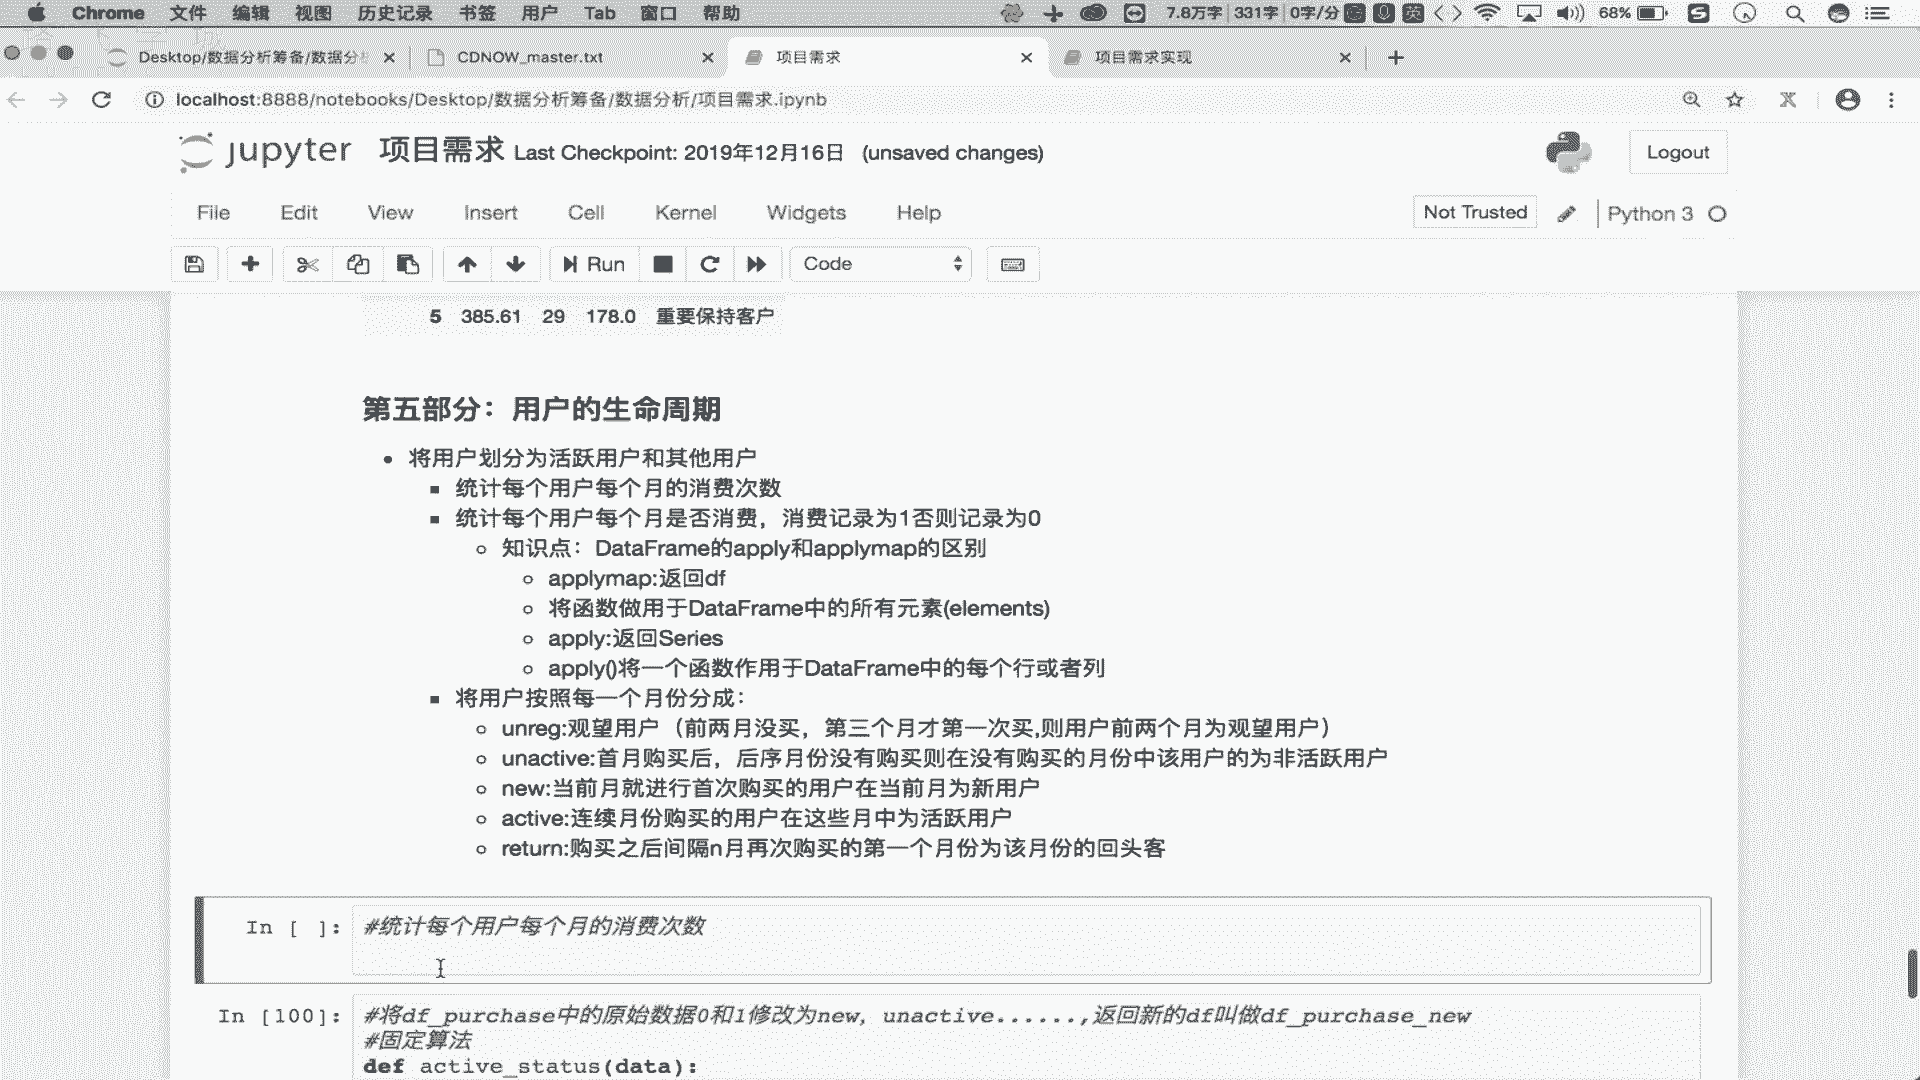 Chrome 文件 编辑 视图 历史记录 书签 用户 Tab 窗口 帮助 7.8万字 331字 0字/分 英 68%
Desktop/数据分析筹备/数据分 CDNOW_master.txt 项目需求 项目需求实现
localhost:8888/notebooks/Desktop/数据分析筹备/数据分析/项目需求.ipynb
jupyter 项目需求 Last Checkpoint: 2019年12月16日 (unsaved changes) Logout
File Edit View Insert Cell Kernel Widgets Help Not Trusted Python 3
Run Code
5 385.61 29 178.0 重要保持客户
第五部分：用户的生命周期
将用户划分为活跃用户和其他用户
统计每个用户每个月的消费次数
统计每个用户每个月是否消费，消费记录为1否则记录为0
知识点：DataFrame的apply和applymap的区别
applymap:返回df
将函数做用于DataFrame中的所有元素(elements)
apply:返回Series
apply()将一个函数作用于DataFrame中的每个行或者列
将用户按照每一个月份分成：
unreg:观望用户（前两月没买，第三个月才第一次买,则用户前两个月为观望用户）
unactive:首月购买后，后序月份没有购买则在没有购买的月份中该用户的为非活跃用户
new:当前月就进行首次购买的用户在当前月为新用户
active:连续月份购买的用户在这些月中为活跃用户
return:购买之后间隔n月再次购买的第一个月份为该月份的回头客
In [ ]: #统计每个用户每个月的消费次数
In [100]: #将df_purchase中的原始数据0和1修改为new，unactive......,返回新的df叫做df_purchase_new
#固定算法
def active_status(data):